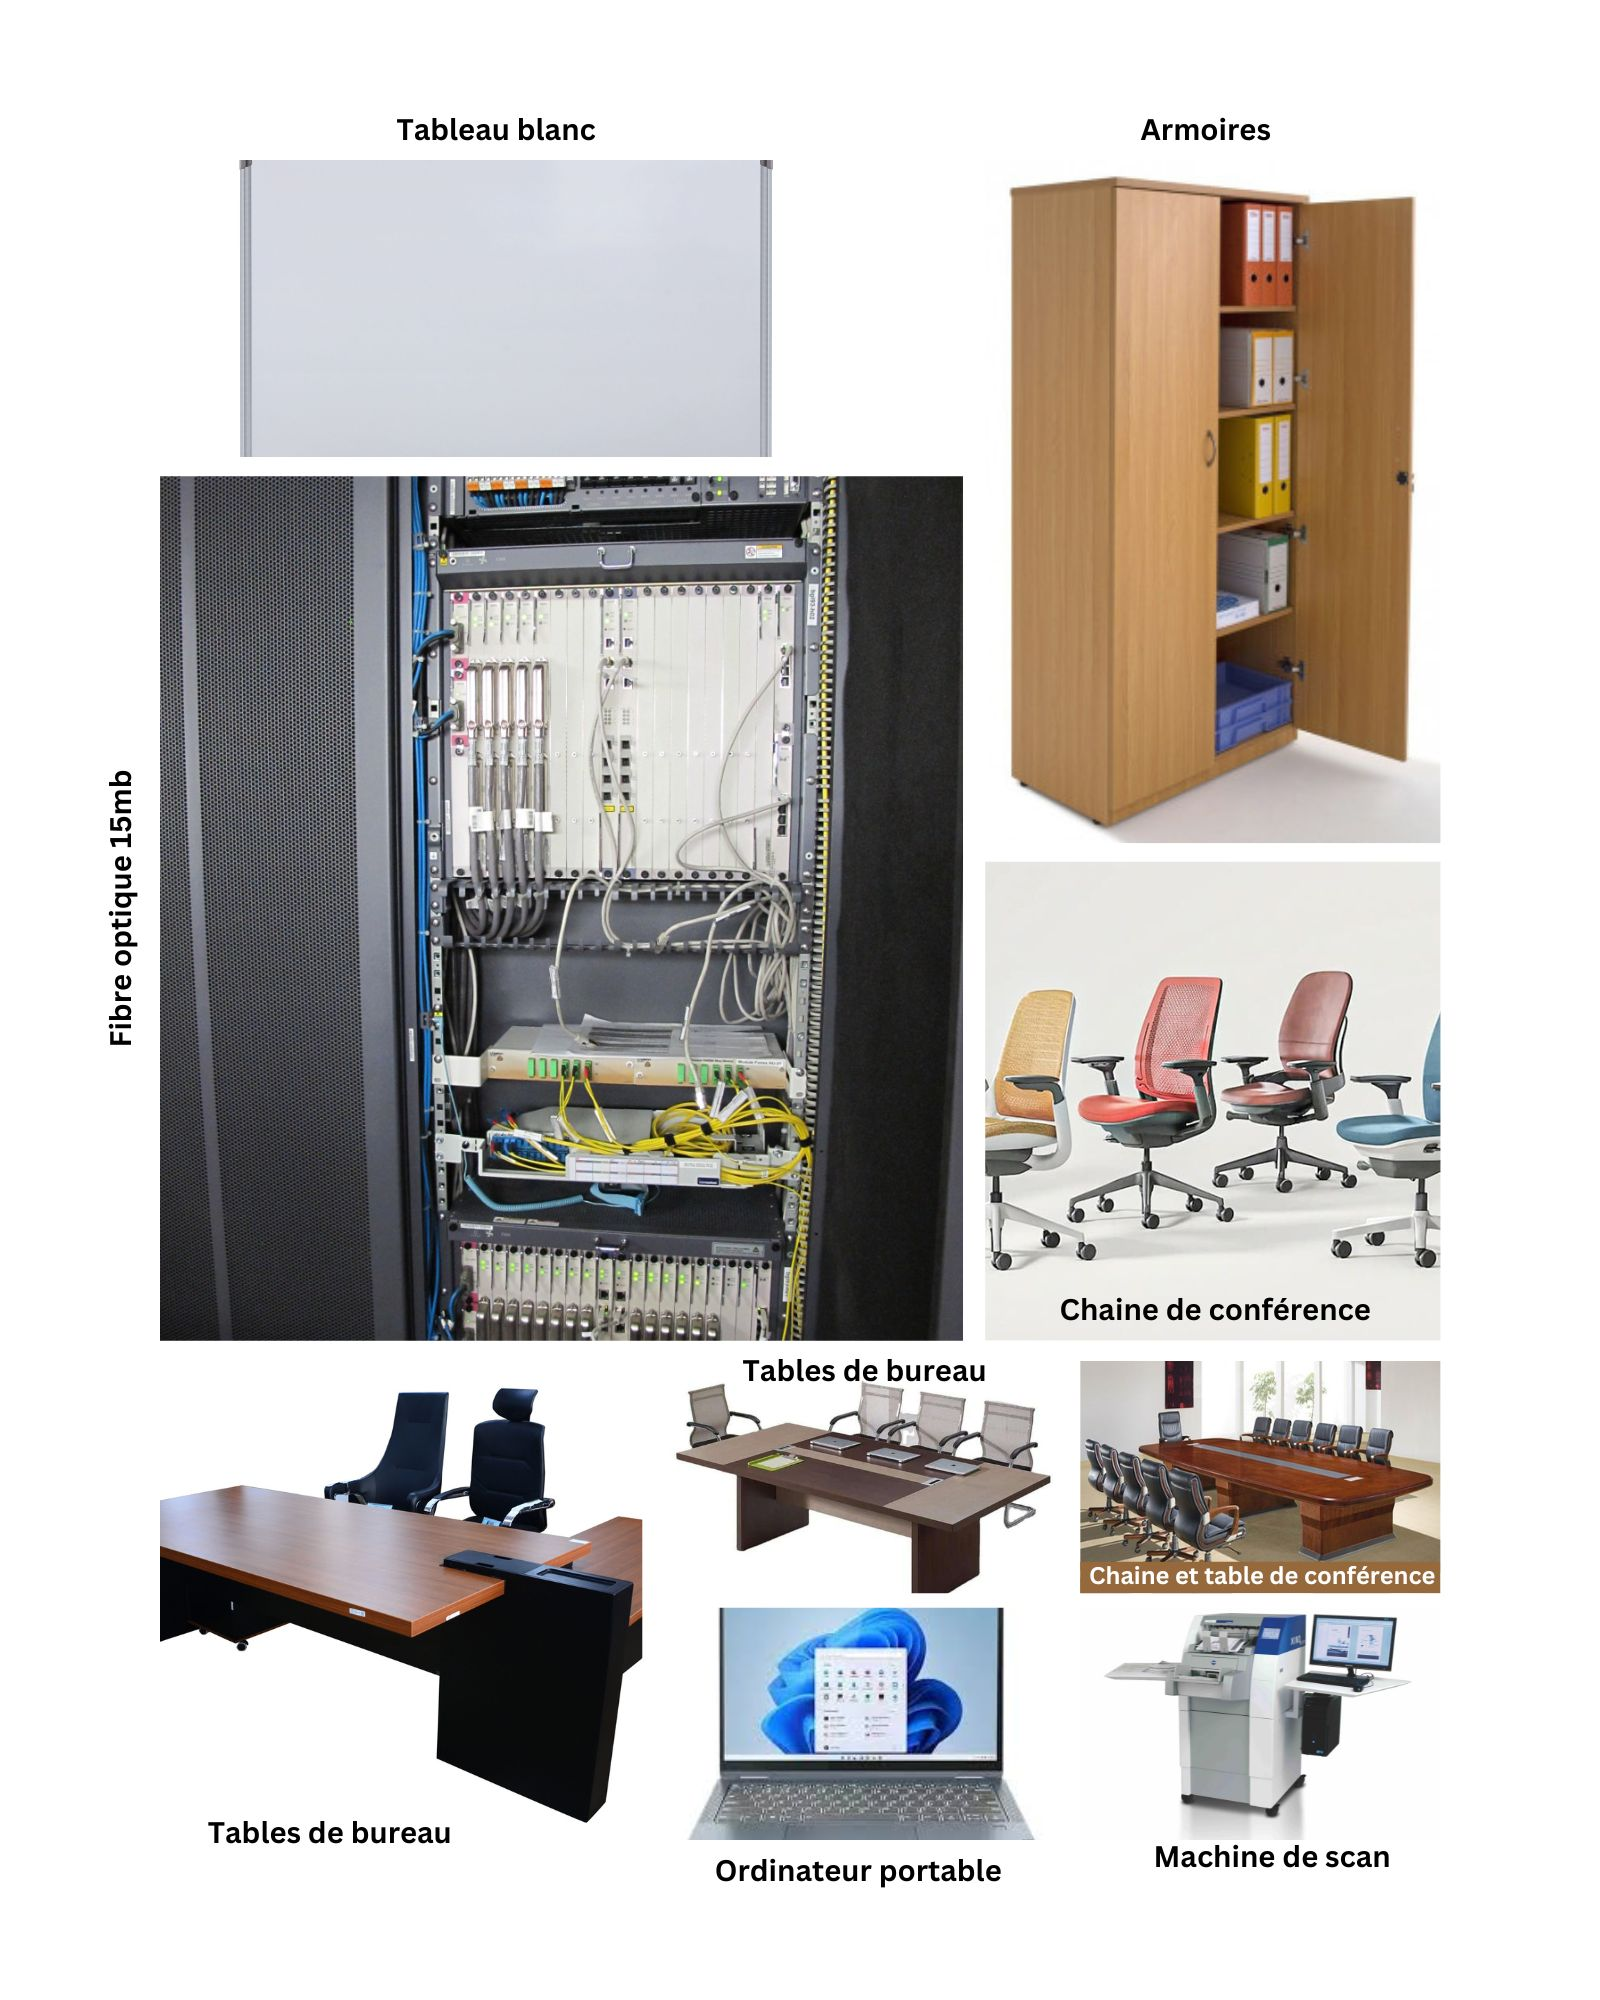 Tableau blanc
Armoires
Fibre optique 15mb
Chaine de conférence
Tables de bureau
Chaine et table de conférence
Tables de bureau
Ordinateur portable
Machine de scan